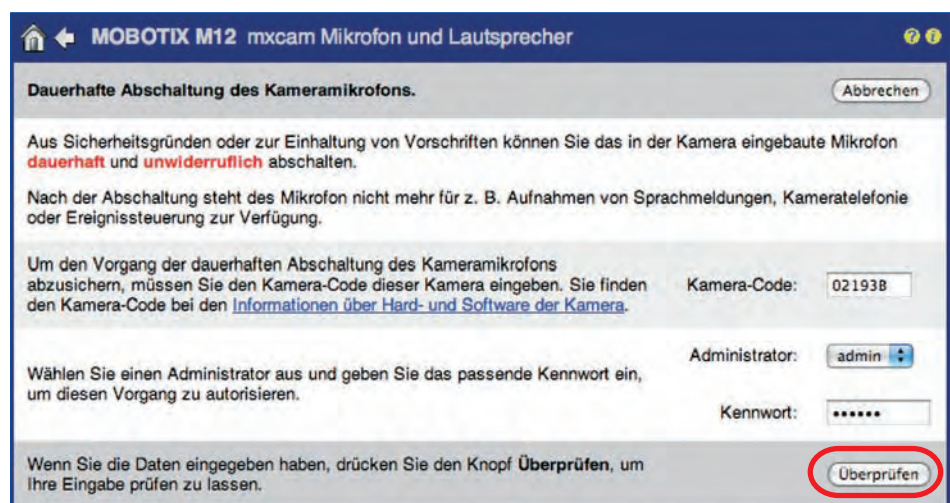 MOBOTIX M12 mxcam Mikrofon und Lautsprecher
Dauerhafte Abschaltung des Kameramikrofons.
Abbrechen
Aus Sicherheitsgründen oder zur Einhaltung von Vorschriften können Sie das in der Kamera eingebaute Mikrofon
dauerhaft und unwiderruflich abschalten.
Nach der Abschaltung steht des Mikrofon nicht mehr für z. B. Aufnahmen von Sprachmeldungen, Kameratelefonie
oder Ereignissteuerung zur Verfügung.
Um den Vorgang der dauerhaften Abschaltung des Kameramikrofons
abzusichern, müssen Sie den Kamera-Code dieser Kamera eingeben. Sie finden
den Kamera-Code bei den Informationen über Hard- und Software der Kamera.
Kamera-Code: 02193B
Wählen Sie einen Administrator aus und geben Sie das passende Kennwort ein,
um diesen Vorgang zu autorisieren.
Administrator: admin
Kennwort: ••••••
Wenn Sie die Daten eingegeben haben, drücken Sie den Knopf Überprüfen, um
Ihre Eingabe prüfen zu lassen.
Überprüfen